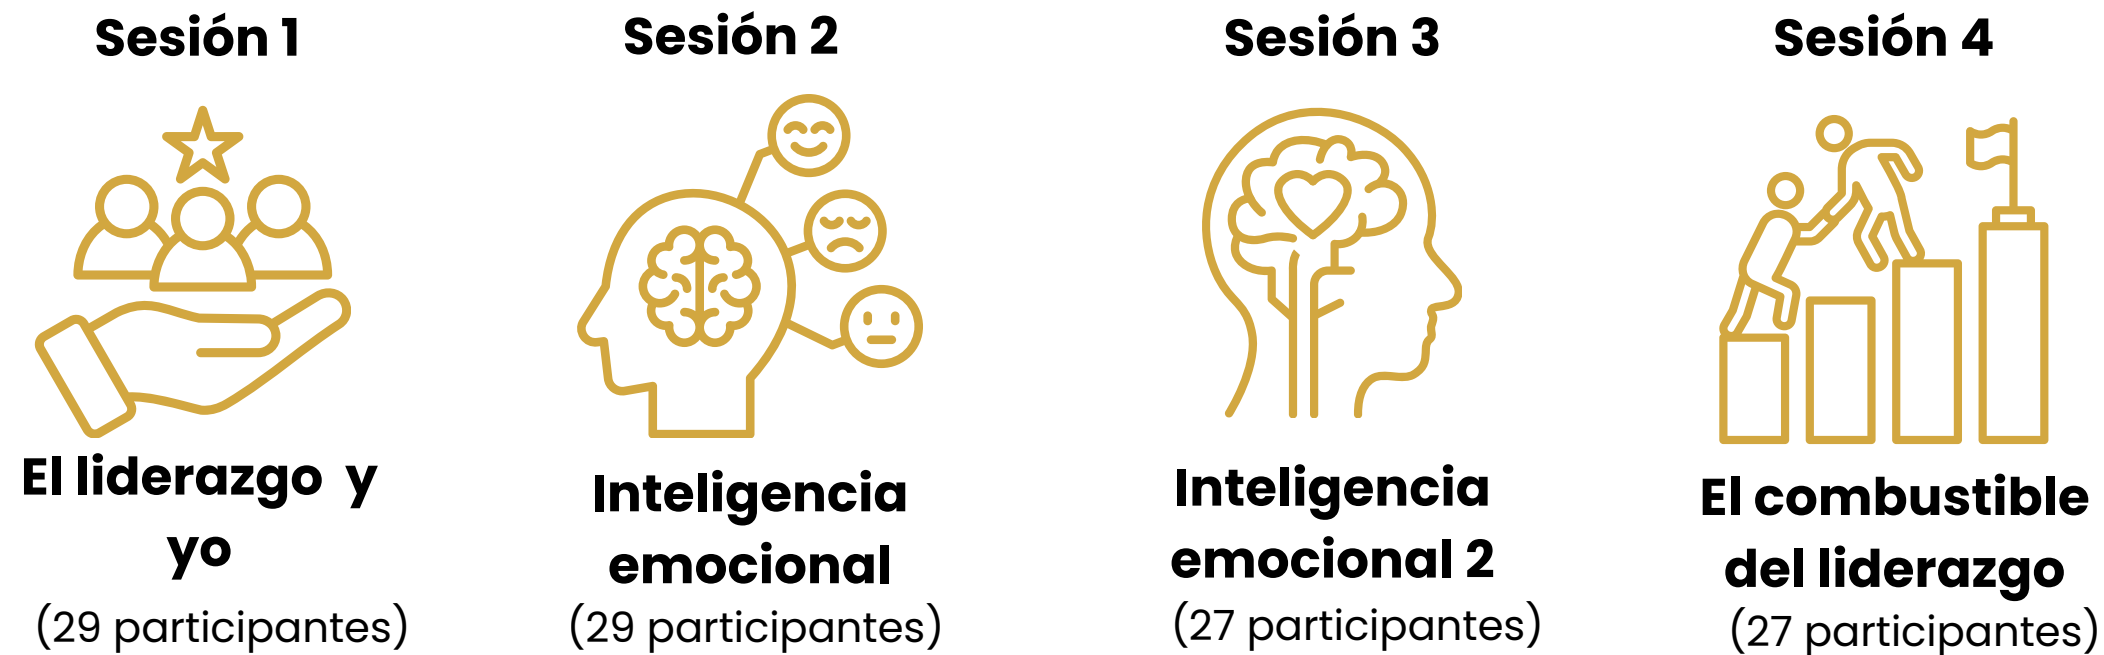 Sesión 1
El liderazgo y
yo
(29 participantes)
Sesión 2
Inteligencia
emocional
(29 participantes)
Sesión 3
Inteligencia
emocional 2
(27 participantes)
Sesión 4
El combustible
del liderazgo
(27 participantes)